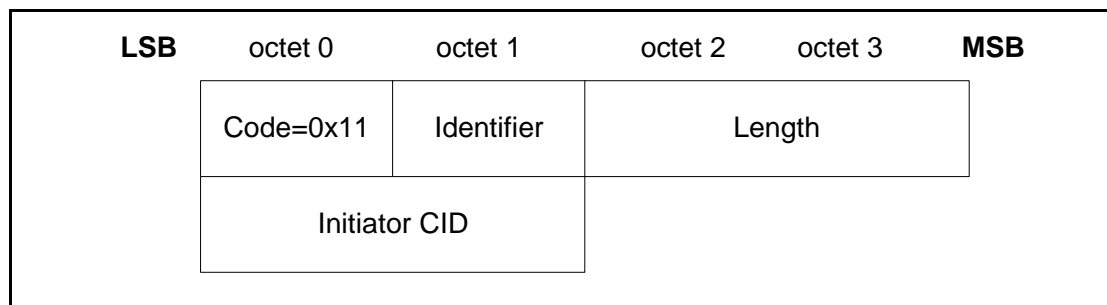 LSB octet 0 octet 1 octet 2 octet 3 MSB
Code=0x11 Identifier Length
Initiator CID